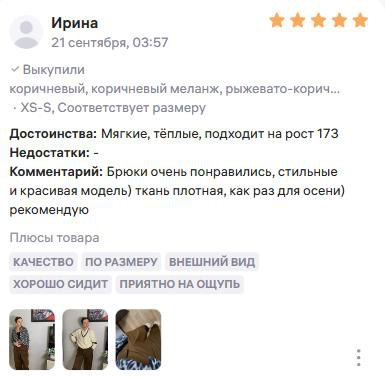 Ирина
21 сентября, 03:57
Выкупили
коричневый, коричневый меланж, рыжевато-корич...
· XS-S, Соответствует размеру
Достоинства: Мягкие, тёплые, подходит на рост 173
Недостатки: -
Комментарий: Брюки очень понравились, стильные
и красивая модель) ткань плотная, как раз для осени)
рекомендую
Плюсы товара
КАЧЕСТВО ПО РАЗМЕРУ ВНЕШНИЙ ВИД
ХОРОШО СИДИТ ПРИЯТНО НА ОЩУПЬ